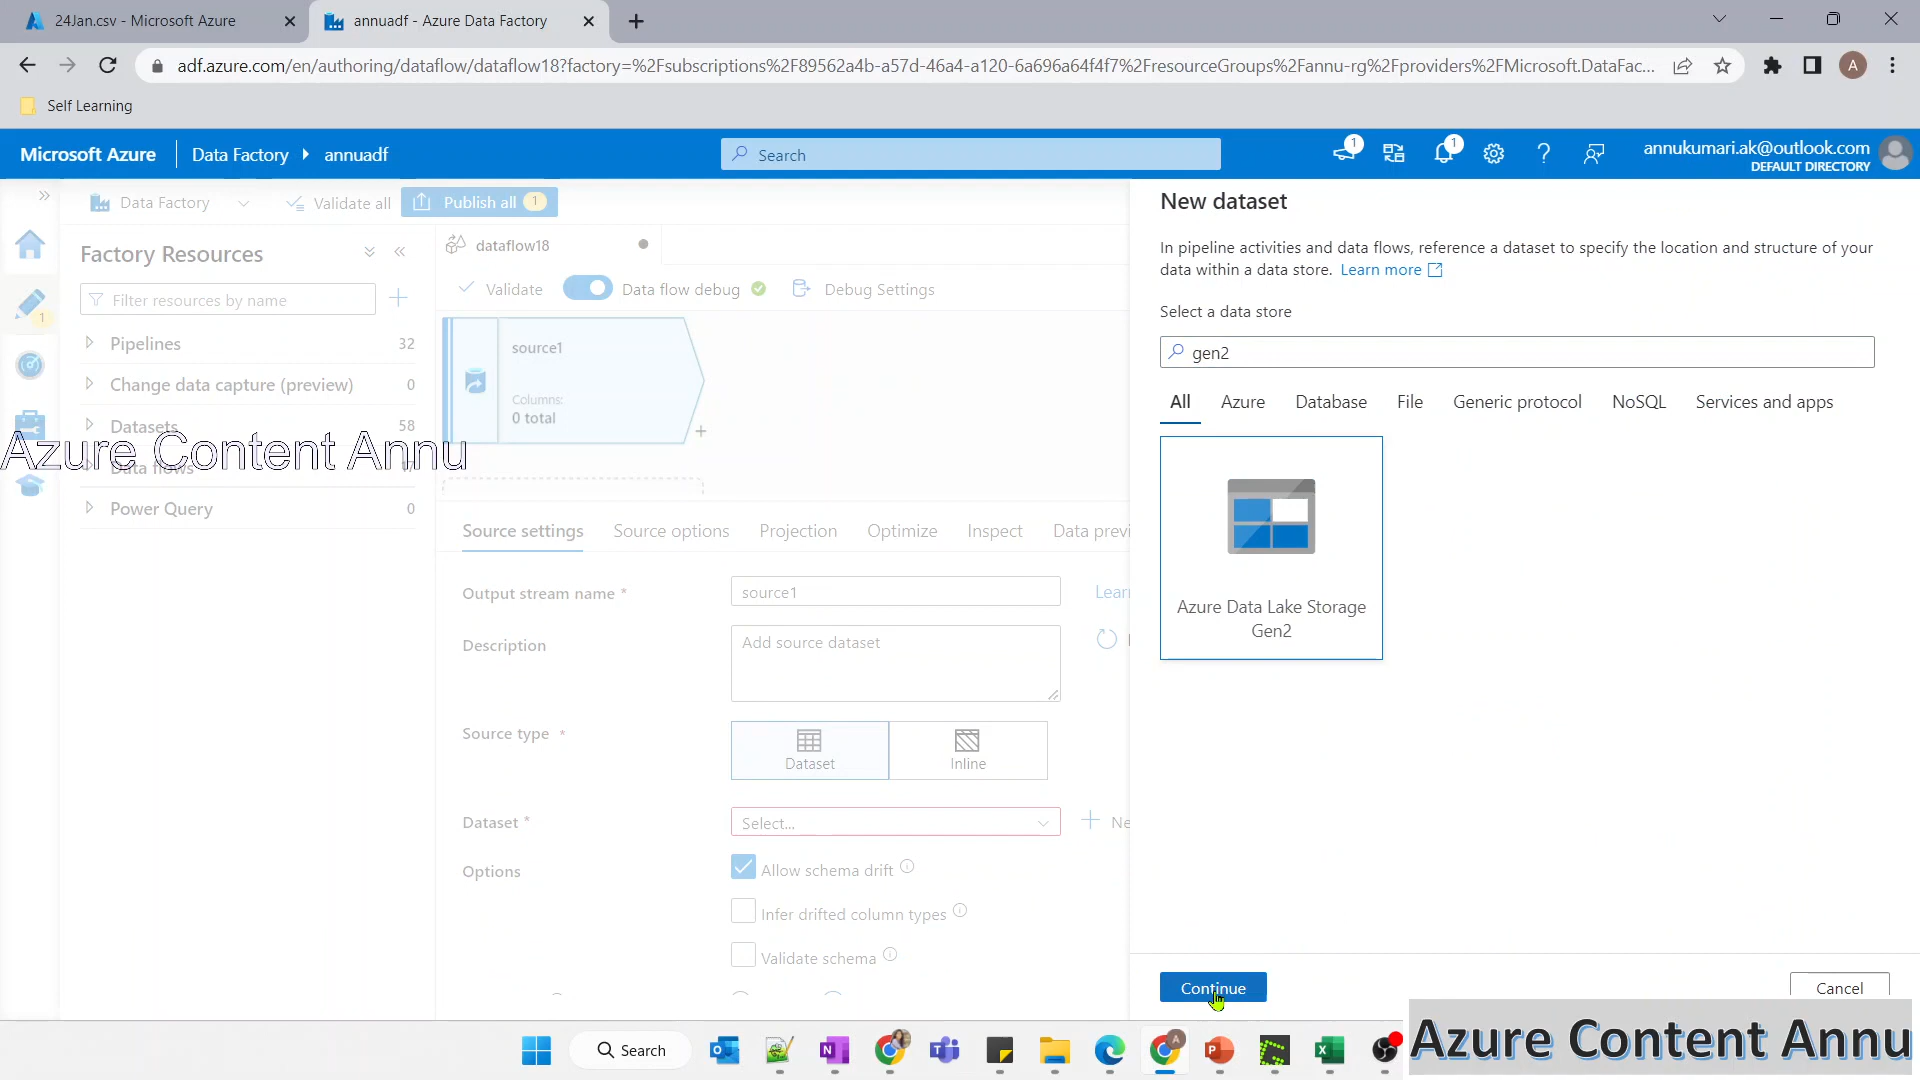 24Jan.csv - Microsoft Azure
annuadf - Azure Data Factory
adf.azure.com/en/authoring/dataflow/dataflow18?factory=%2Fsubscriptions%2F89562a4b-a57d-46a4-a120-6a696a64f4f7%2FresourceGroups%2Fannu-rg%2Fproviders%2FMicrosoft.DataFac...
A
Self Learning
Microsoft Azure
Data Factory
annuadf
Search
1
1
annukumari.ak@outlook.com
DEFAULT DIRECTORY
Data Factory
Validate all
Publish all 1
Factory Resources
Filter resources by name
1
Pipelines 32
Change data capture (preview) 0
Datasets 58
Data flows
Power Query 0
Azure Content Annu
dataflow18
Validate
Data flow debug
Debug Settings
source1
Columns:
0 total
Source settings
Source options
Projection
Optimize
Inspect
Data previ
Output stream name *
source1
Learn
Description
Add source dataset
Source type *
Dataset
Inline
Dataset *
Select...
Ne
Options
Allow schema drift
Infer drifted column types
Validate schema
New dataset
In pipeline activities and data flows, reference a dataset to specify the location and structure of your
data within a data store. Learn more
Select a data store
gen2
All
Azure
Database
File
Generic protocol
NoSQL
Services and apps
Azure Data Lake Storage
Gen2
Continue
Cancel
Search
Azure Content Annu